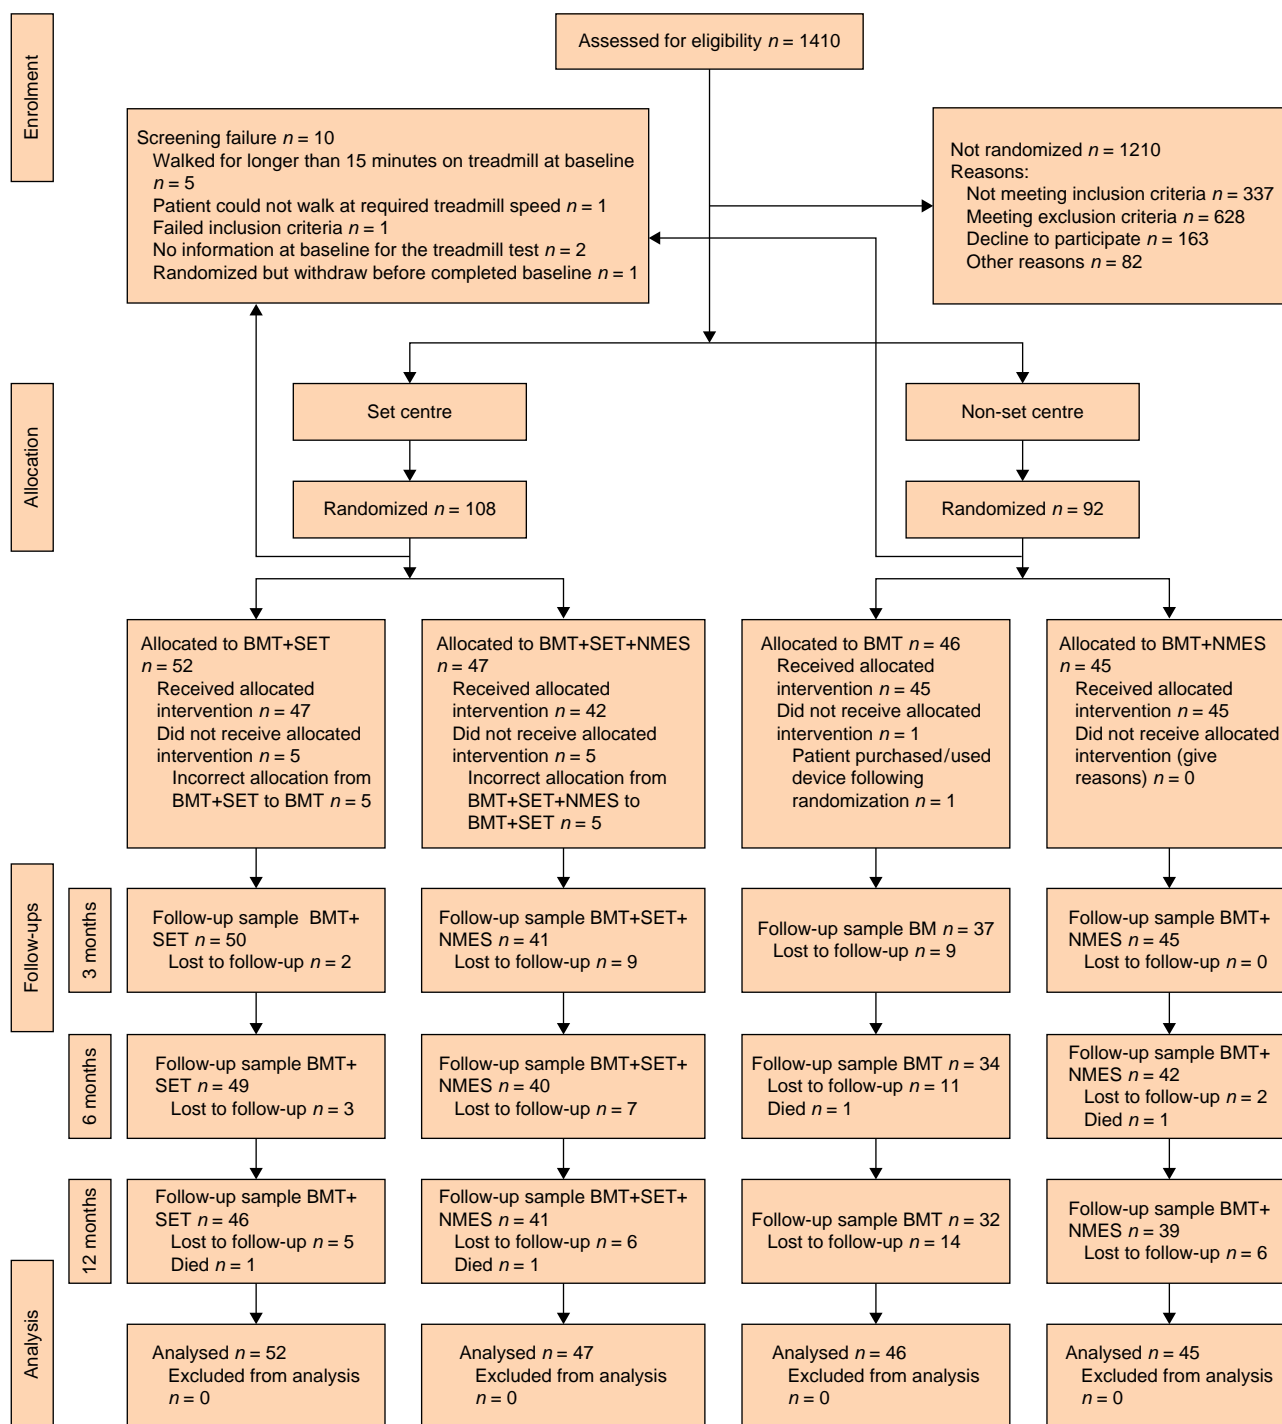 Enrolment
Assessed for eligibility n = 1410
Screening failure n = 10
Walked for longer than 15 minutes on treadmill at baseline
n = 5
Patient could not walk at required treadmill speed n = 1
Failed inclusion criteria n = 1
No information at baseline for the treadmill test n = 2
Randomized but withdraw before completed baseline n = 1
Not randomized n = 1210
Reasons:
Not meeting inclusion criteria n = 337
Meeting exclusion criteria n = 628
Decline to participate n = 163
Other reasons n = 82
Allocation
Set centre
Non-set centre
Randomized n = 108
Randomized n = 92
Allocated to BMT+SET
n = 52
Received allocated
intervention n = 47
Did not receive allocated
intervention n = 5
Incorrect allocation from
BMT+SET to BMT n = 5
Allocated to BMT+SET+NMES
n = 47
Received allocated
intervention n = 42
Did not receive allocated
intervention n = 5
Incorrect allocation from
BMT+SET+NMES to
BMT+SET n = 5
Allocated to BMT n = 46
Received allocated
intervention n = 45
Did not receive allocated
intervention n = 1
Patient purchased/used
device following
randomization n = 1
Allocated to BMT+NMES
n = 45
Received allocated
intervention n = 45
Did not receive allocated
intervention (give
reasons) n = 0
Follow-ups
3 months
Follow-up sample BMT+
SET n = 50
Lost to follow-up n = 2
Follow-up sample BMT+SET+
NMES n = 41
Lost to follow-up n = 9
Follow-up sample BM n = 37
Lost to follow-up n = 9
Follow-up sample BMT+
NMES n = 45
Lost to follow-up n = 0
6 months
Follow-up sample BMT+
SET n = 49
Lost to follow-up n = 3
Follow-up sample BMT+SET+
NMES n = 40
Lost to follow-up n = 7
Follow-up sample BMT n = 34
Lost to follow-up n = 11
Died n = 1
Follow-up sample BMT+
NMES n = 42
Lost to follow-up n = 2
Died n = 1
12 months
Follow-up sample BMT+
SET n = 46
Lost to follow-up n = 5
Died n = 1
Follow-up sample BMT+SET+
NMES n = 41
Lost to follow-up n = 6
Died n = 1
Follow-up sample BMT n = 32
Lost to follow-up n = 14
Follow-up sample BMT+
NMES n = 39
Lost to follow-up n = 6
Analysis
Analysed n = 52
Excluded from analysis
n = 0
Analysed n = 47
Excluded from analysis
n = 0
Analysed n = 46
Excluded from analysis
n = 0
Analysed n = 45
Excluded from analysis
n = 0